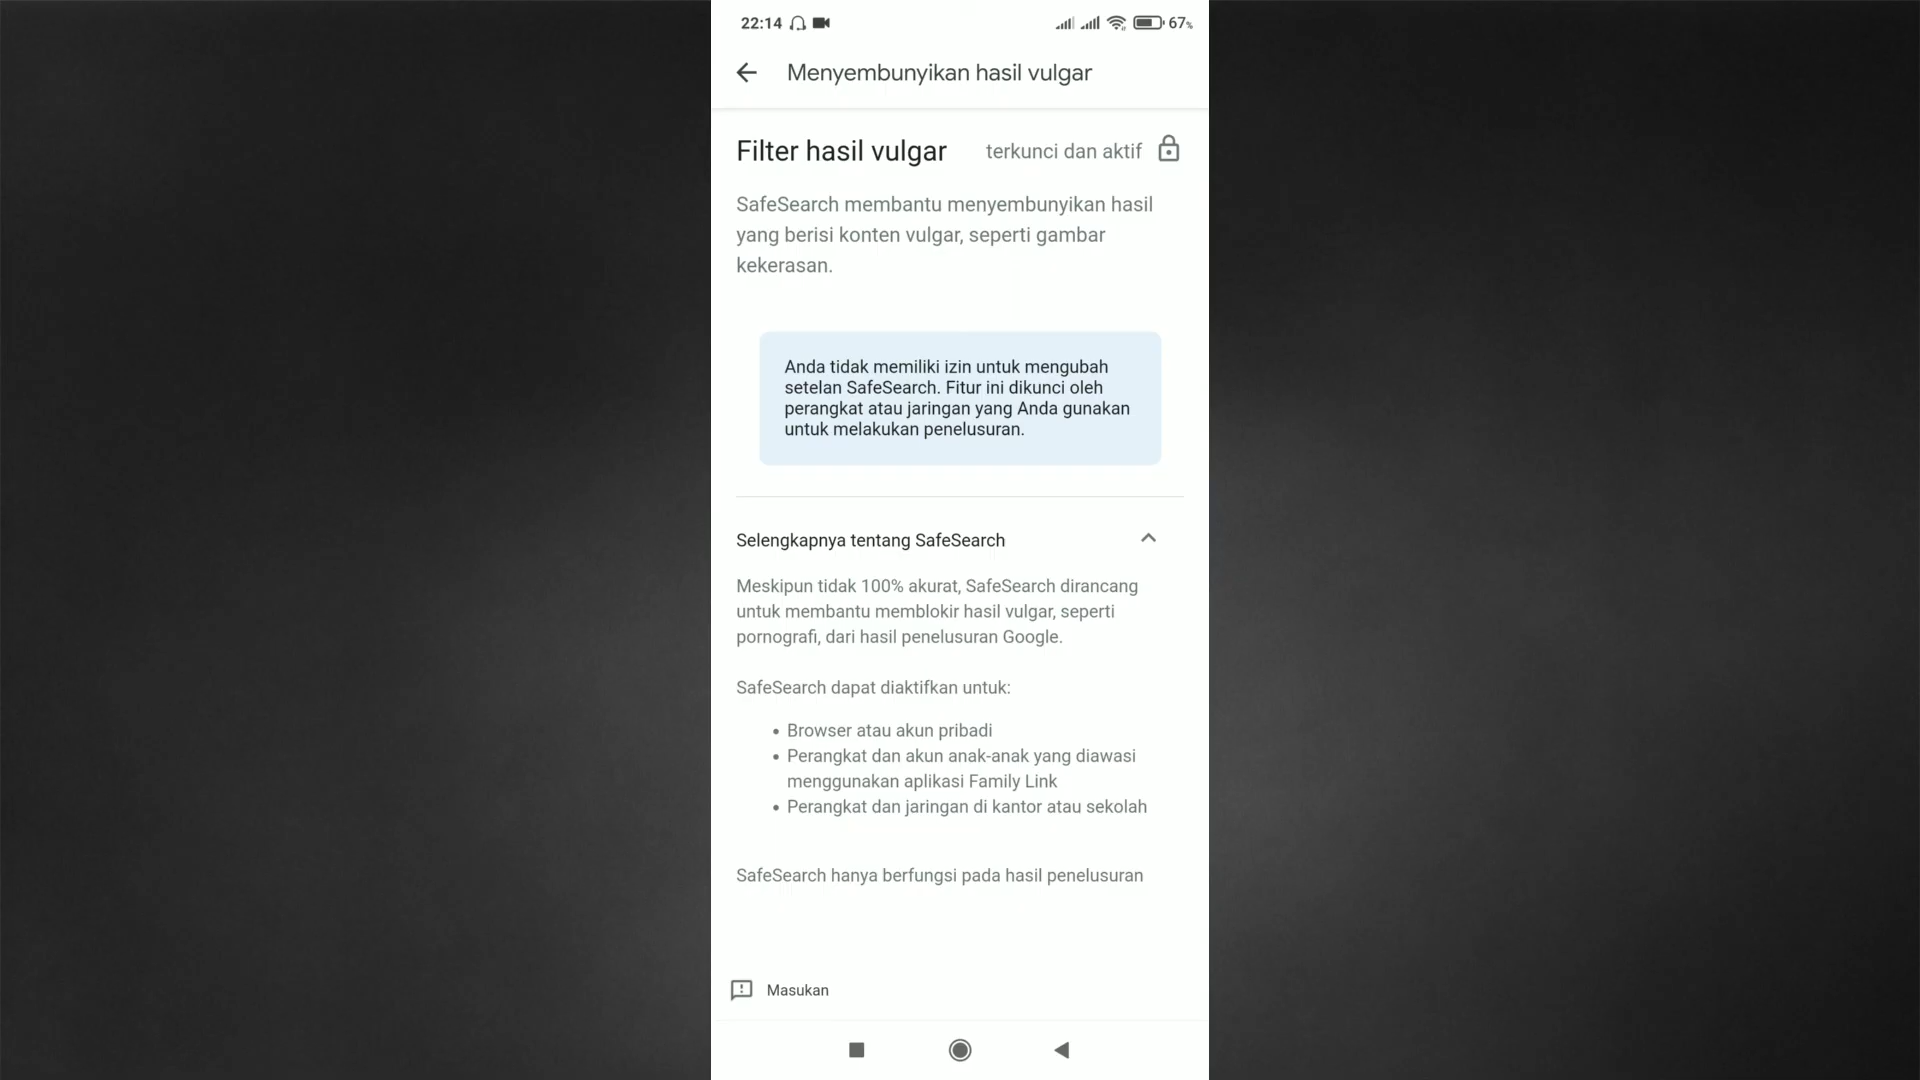 22:14 67%
Menyembunyikan hasil vulgar
Filter hasil vulgar terkunci dan aktif
SafeSearch membantu menyembunyikan hasil
yang berisi konten vulgar, seperti gambar
kekerasan.
Anda tidak memiliki izin untuk mengubah
setelan SafeSearch. Fitur ini dikunci oleh
perangkat atau jaringan yang Anda gunakan
untuk melakukan penelusuran.
Selengkapnya tentang SafeSearch
Meskipun tidak 100% akurat, SafeSearch dirancang
untuk membantu memblokir hasil vulgar, seperti
pornografi, dari hasil penelusuran Google.
SafeSearch dapat diaktifkan untuk:
• Browser atau akun pribadi
• Perangkat dan akun anak-anak yang diawasi
menggunakan aplikasi Family Link
• Perangkat dan jaringan di kantor atau sekolah
SafeSearch hanya berfungsi pada hasil penelusuran
Masukan